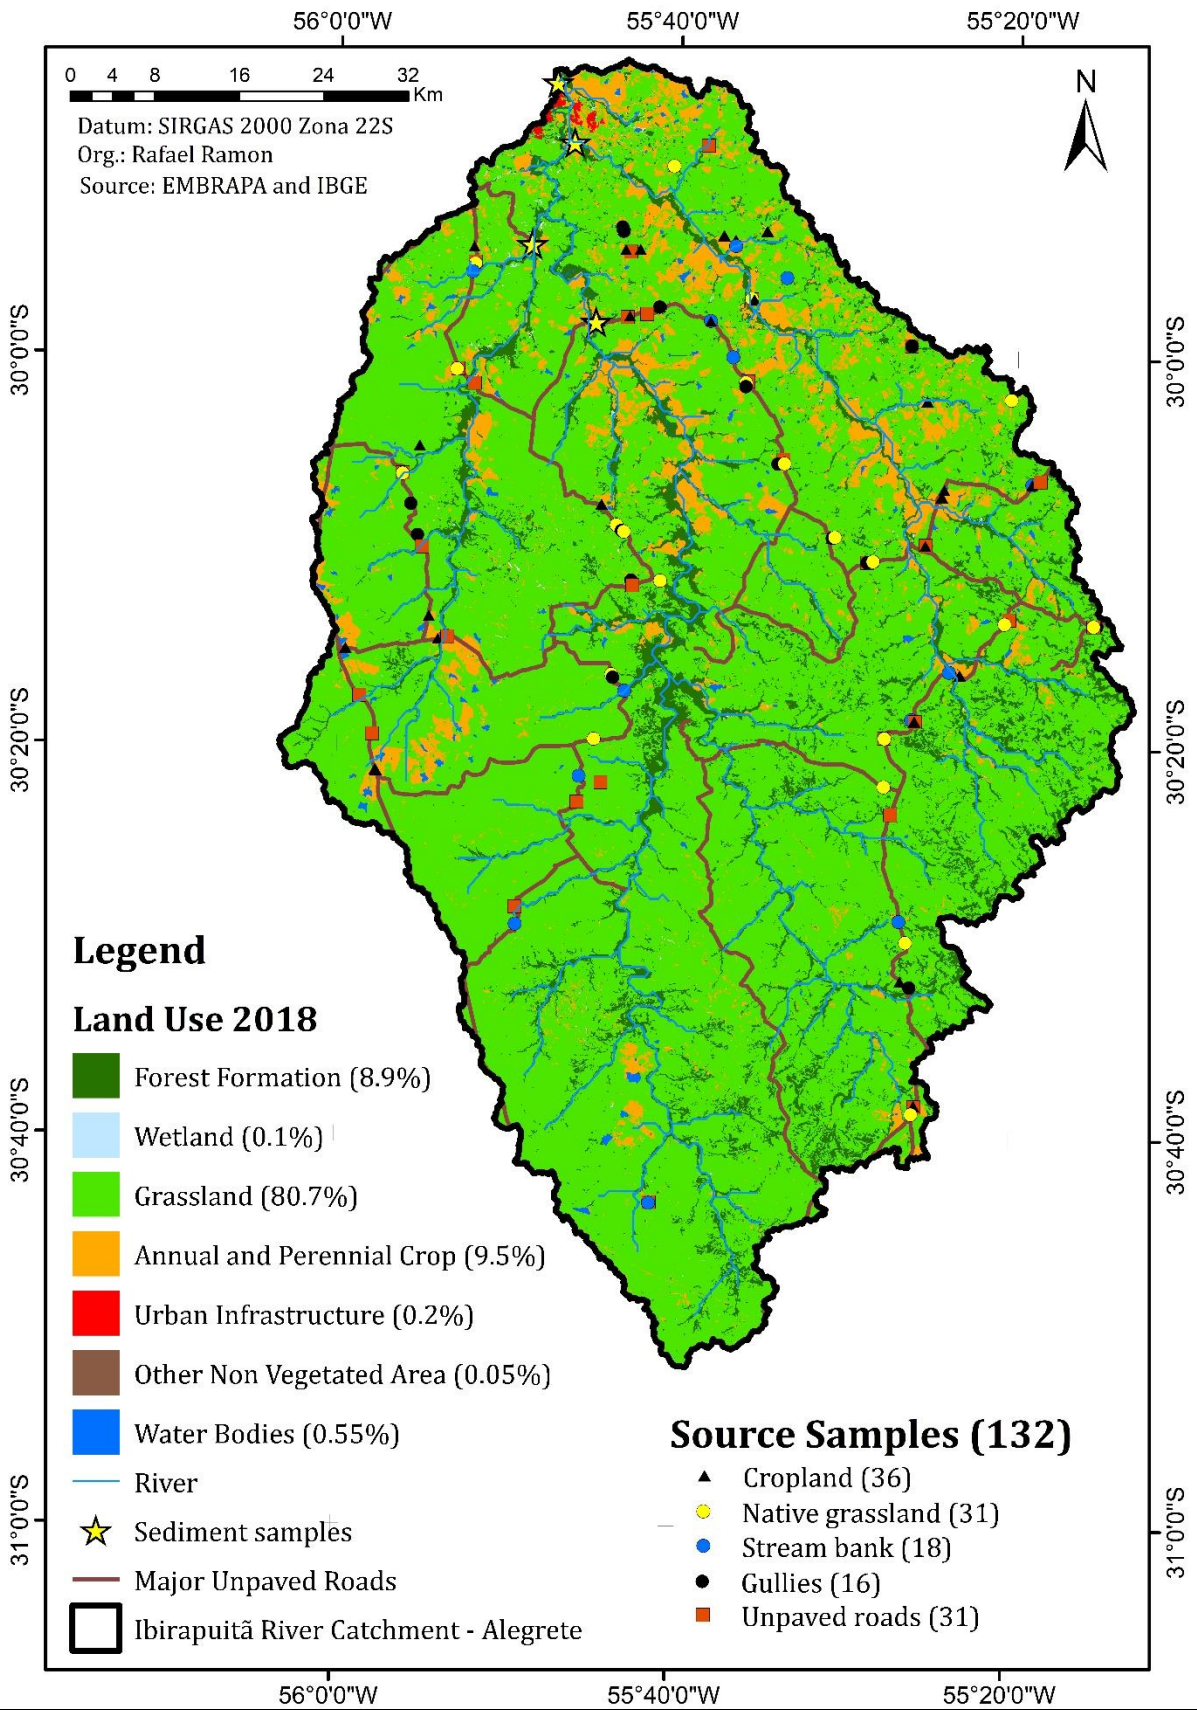 56°0'0"W 55°40'0"W 55°20'0"W
0 4 8 16 24 32
Km
N
Datum: SIRGAS 2000 Zona 22S
Org.: Rafael Ramon
Source: EMBRAPA and IBGE
30°0'0"S 30°0'0"S
30°20'0"S 30°20'0"S
Legend
Land Use 2018
Forest Formation (8.9%)
Wetland (0.1%)
Grassland (80.7%)
Annual and Perennial Crop (9.5%)
Urban Infrastructure (0.2%)
Other Non Vegetated Area (0.05%)
Water Bodies (0.55%)
River
Sediment samples
Major Unpaved Roads
Ibirapuitã River Catchment - Alegrete
30°40'0"S 30°40'0"S
Source Samples (132)
Cropland (36)
Native grassland (31)
Stream bank (18)
Gullies (16)
Unpaved roads (31)
31°0'0"S 31°0'0"S
56°0'0"W 55°40'0"W 55°20'0"W